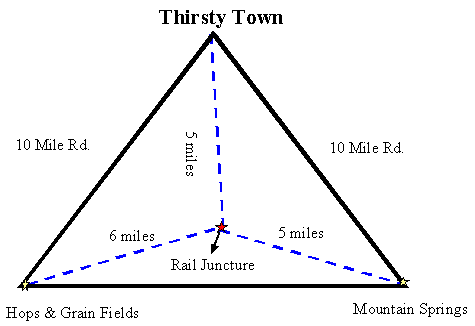 Thirsty Town
10 Mile Rd.
5 miles
10 Mile Rd.
6 miles
5 miles
Rail Juncture
Hops & Grain Fields
Mountain Springs